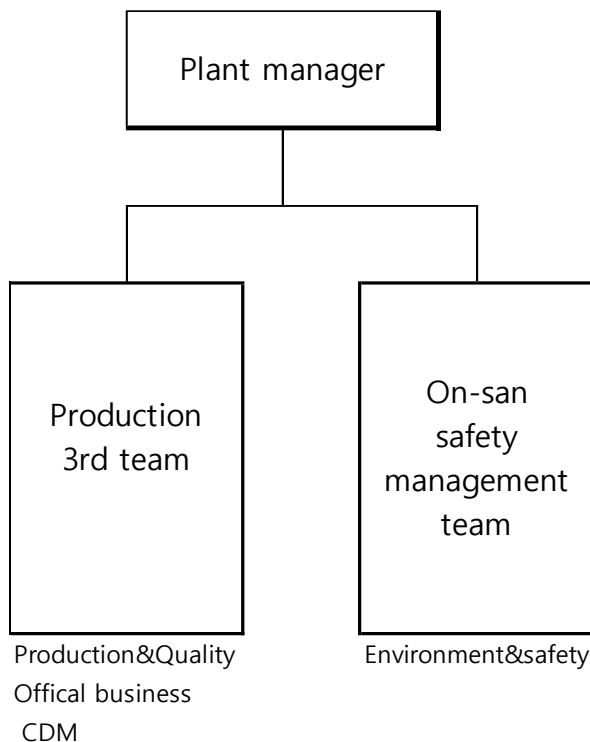 Plant manager
Production
3rd team
On-san
safety
management
team
Production&Quality
Offical business
CDM
Environment&safety